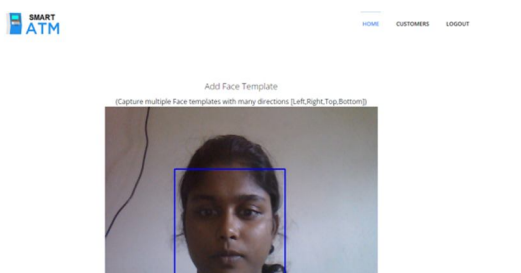 SMART
ATM
HOME CUSTOMERS LOGOUT
Add Face Template
(Capture multiple Face templates with many directions [Left,Right,Top,Bottom])